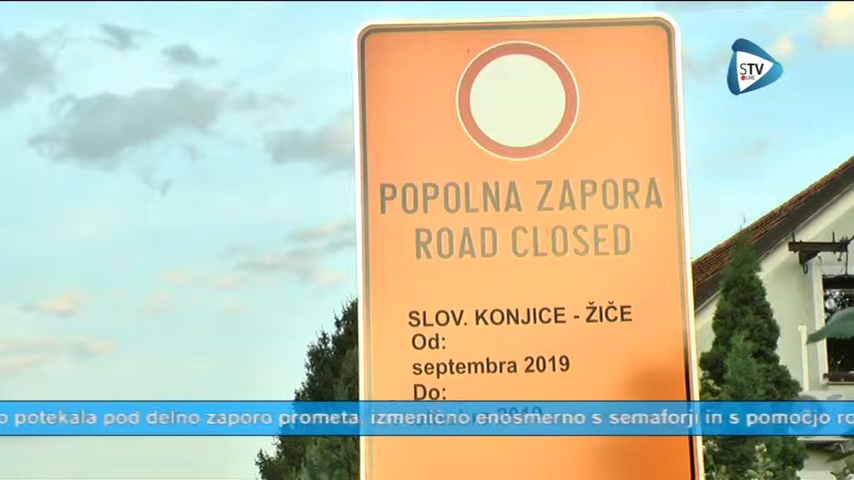 STV
POPOLNA ZAPORA
ROAD CLOSED
SLOV. KONJICE - ŽIČE
Od:
septembra 2019
Do:
o potekala pod delno zaporo prometa, izmenično enosmerno s semaforji in s pomočjo ro